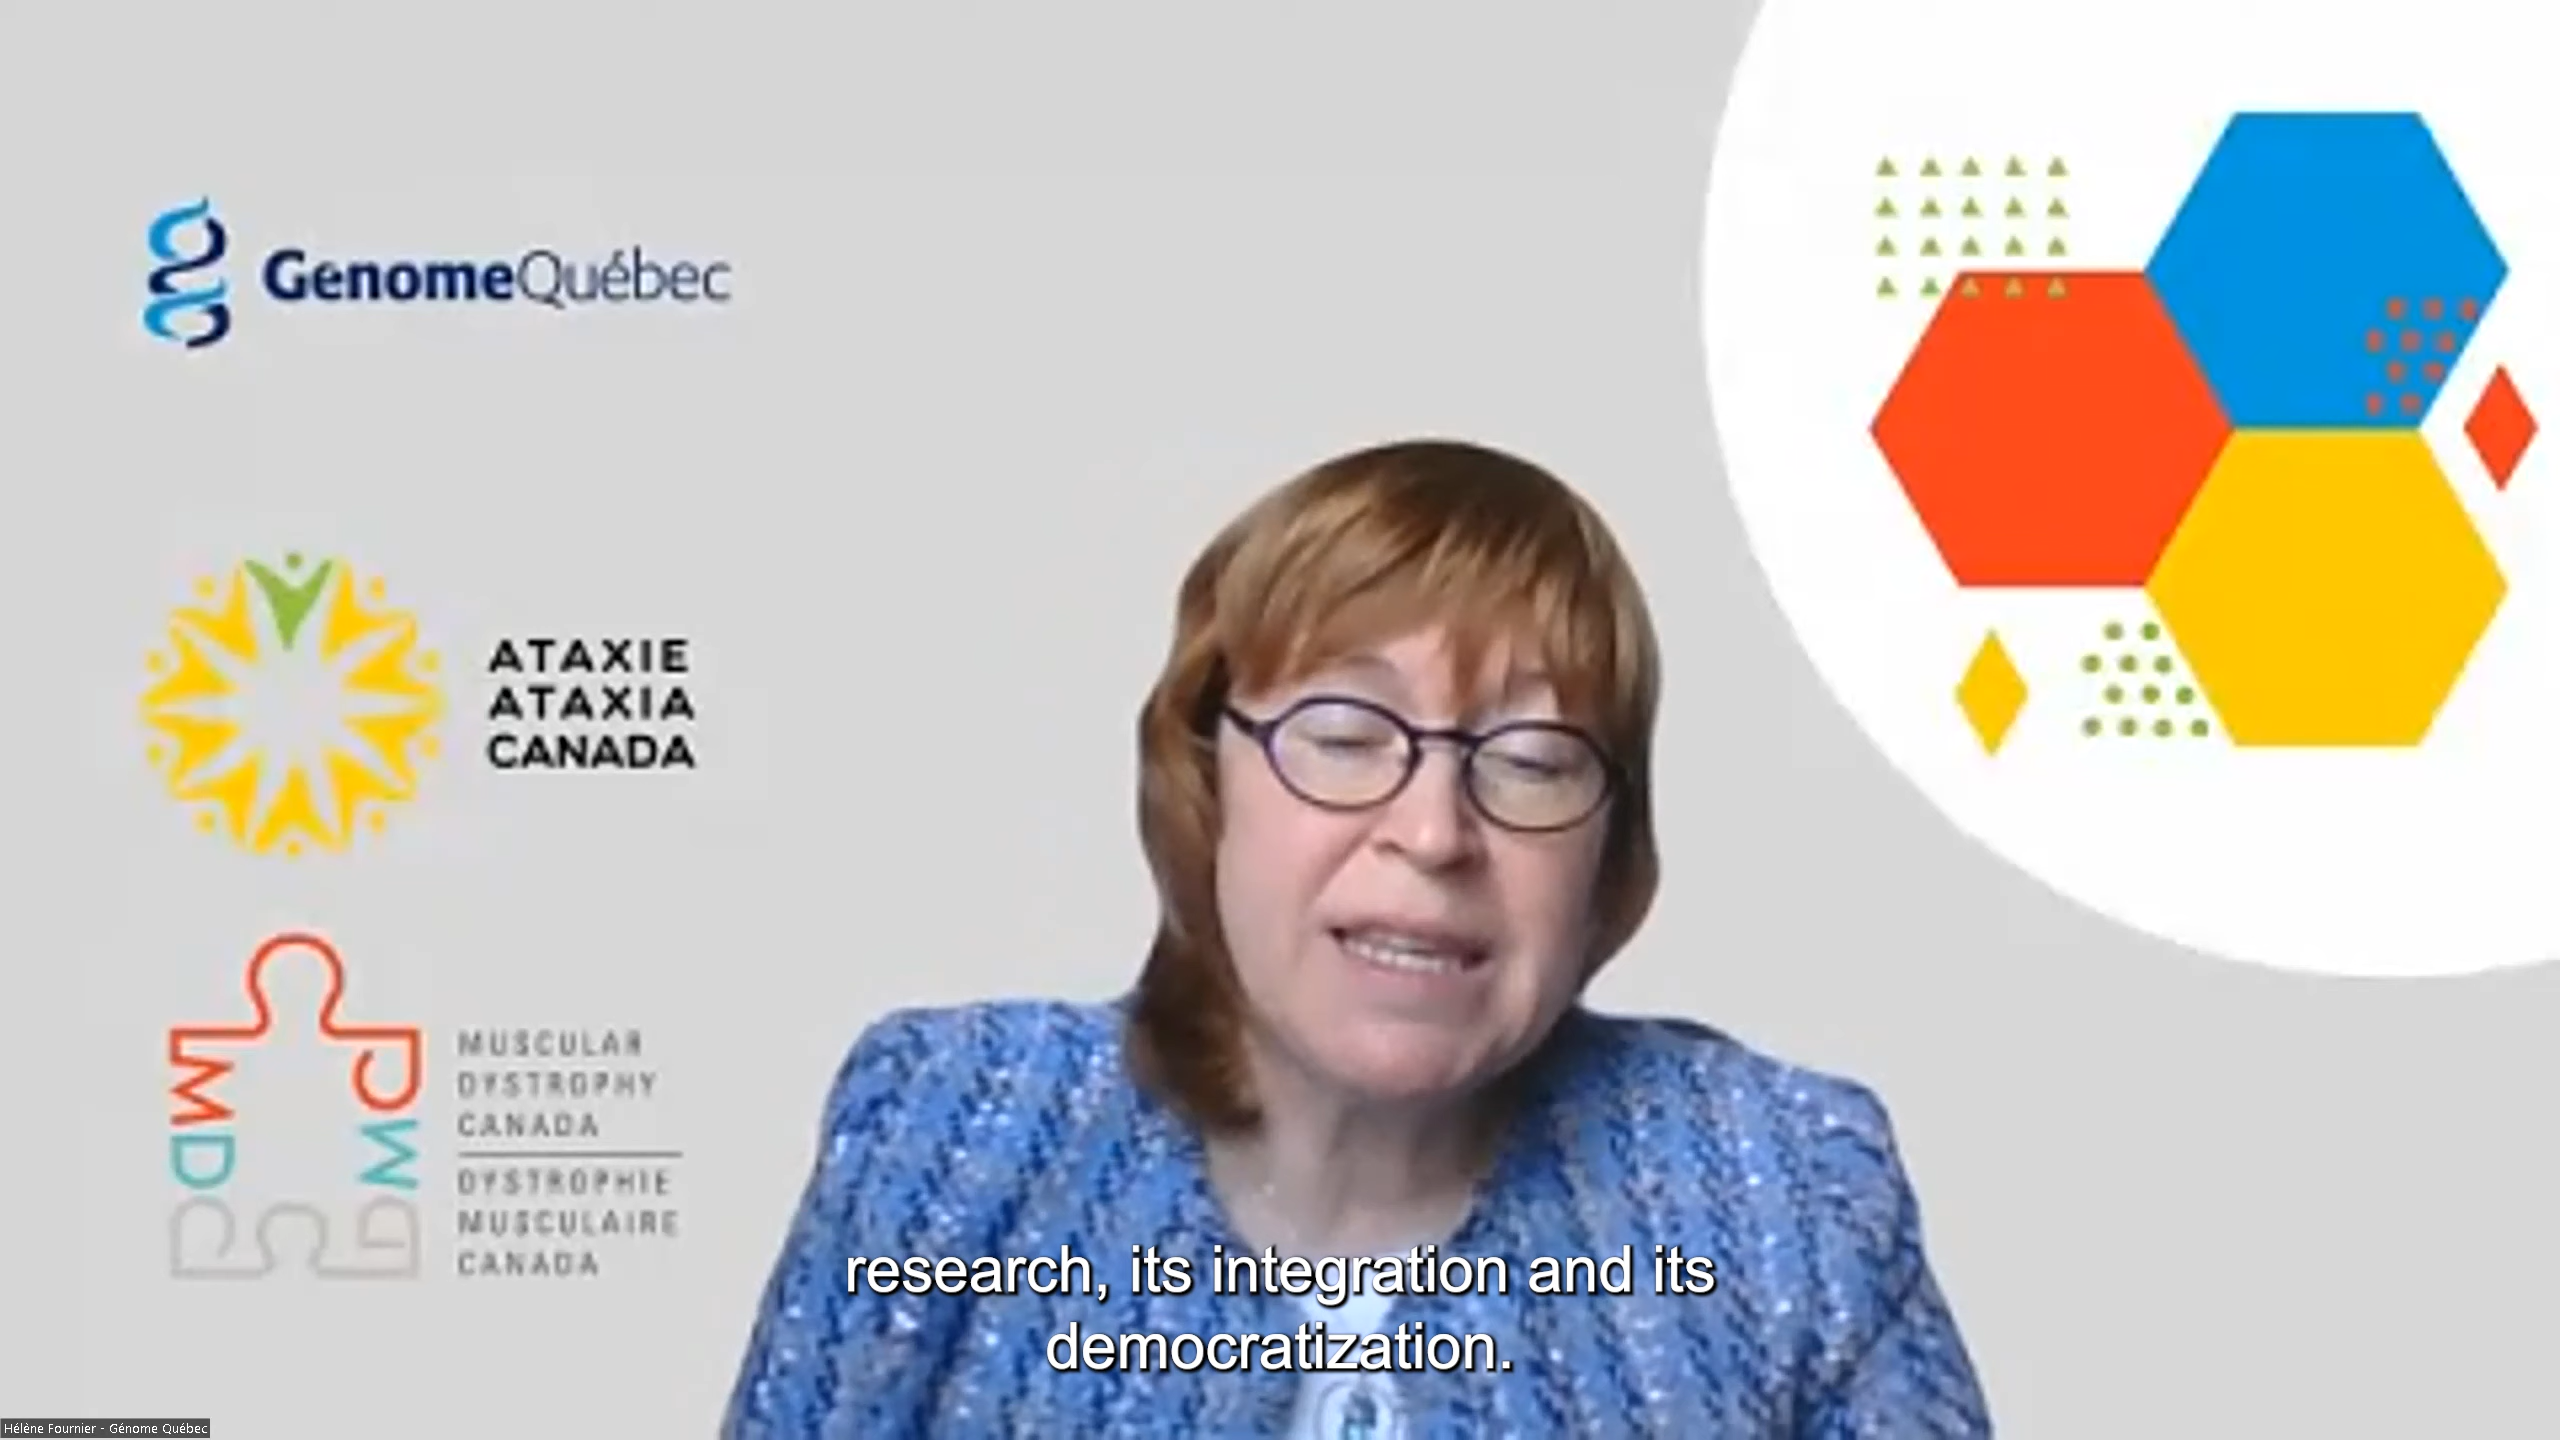 GenomeQuébec
ATAXIE
ATAXIA
CANADA
MD
MUSCULAR
DYSTROPHY
CANADA
DYSTROPHIE
MUSCULAIRE
CANADA
research, its integration and its
democratization.
Hélène Fournier - Génome Québec